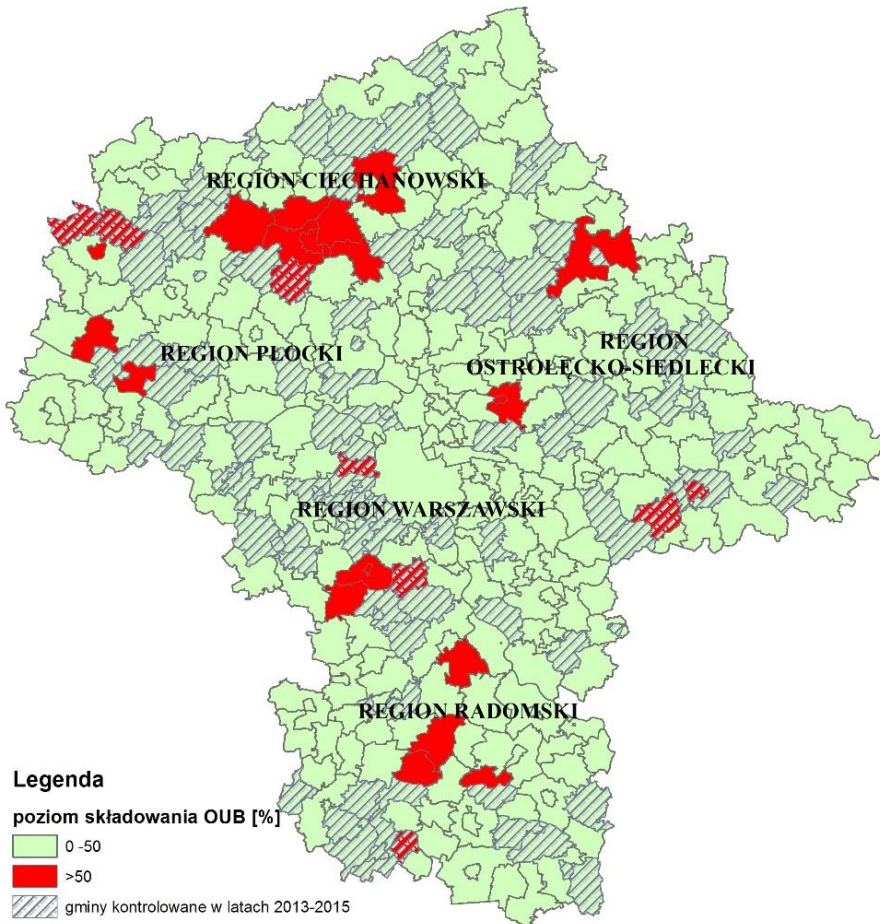 REGION CIECHANOWSKI
REGION PŁOCKI
REGION
OSTROŁĘCKO-SIEDLECKI
REGION WARSZAWSKI
REGION RADOMSKI
Legenda
poziom składowania OUB [%]
0 -50
>50
gminy kontrolowane w latach 2013-2015